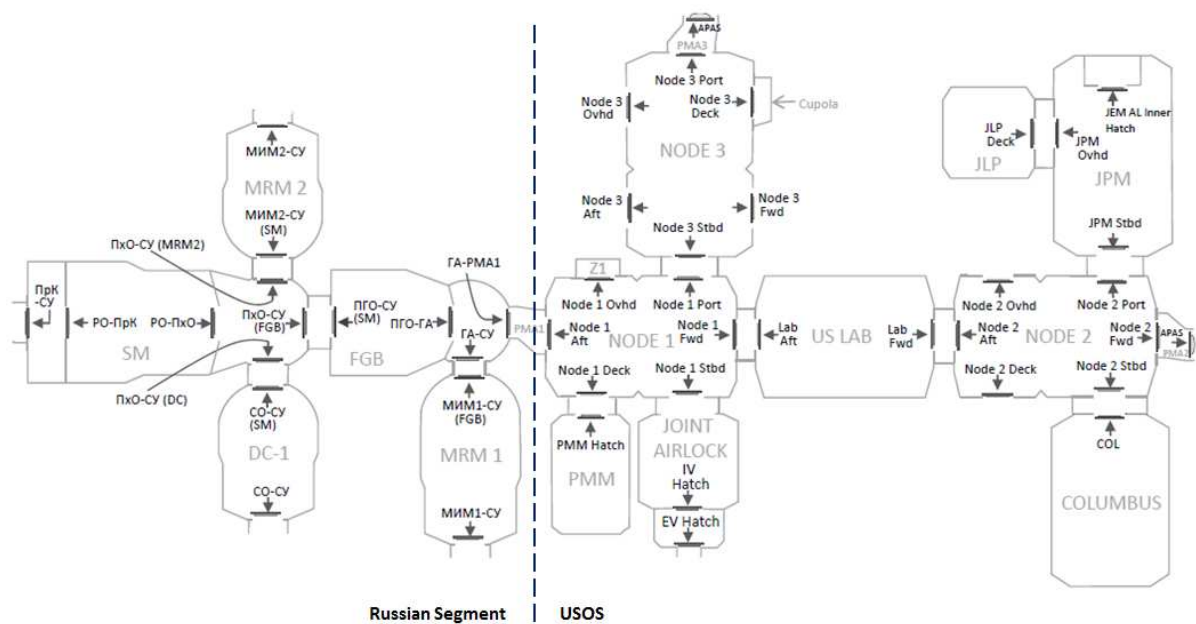 APAS
PMA3
Node 3 Port
Node 3
Ovhd
Node 3
Deck
Cupola
NODE 3
Node 3
Aft
Node 3
Fwd
Node 3 Stbd
JEM AL Inner
Hatch
JLP
Deck
JLP
JPM
Ovhd
JPM
JPM Stbd
МИМ2-СУ
MRM 2
МИМ2-СУ
(SM)
ПхО-СУ (MRM2)
ГА-PMA1
ПрК
-СУ
РО-ПрК
РО-ПхО
ПхО-СУ
(FGB)
SM
ПхО-СУ (DC)
ПГО-СУ
(SM)
ПГО-ГА
FGB
ГА-СУ
PMA1
Z1
Node 1 Ovhd
Node 1 Port
Node 1
Aft
NODE 1
Node 1
Fwd
Node 1 Deck
Node 1 Stbd
Lab
Aft
US LAB
Lab
Fwd
Node 2 Ovhd
Node 2 Port
Node 2
Aft
NODE 2
Node 2
Fwd
APAS
PMA2
Node 2 Deck
Node 2 Stbd
СО-СУ
(SM)
DC-1
СО-СУ
МИМ1-СУ
(FGB)
MRM 1
МИМ1-СУ
PMM Hatch
PMM
JOINT
AIRLOCK
IV
Hatch
EV Hatch
COL
COLUMBUS
Russian Segment
USOS